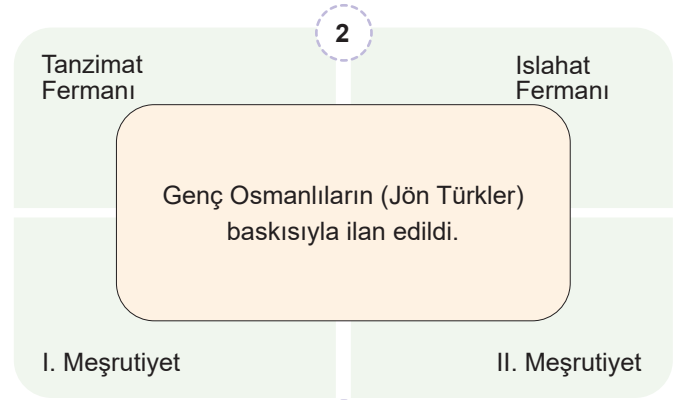 2
Tanzimat
Fermanı
Islahat
Fermanı
Genç Osmanlıların (Jön Türkler)
baskısıyla ilan edildi.
I. Meşrutiyet
II. Meşrutiyet